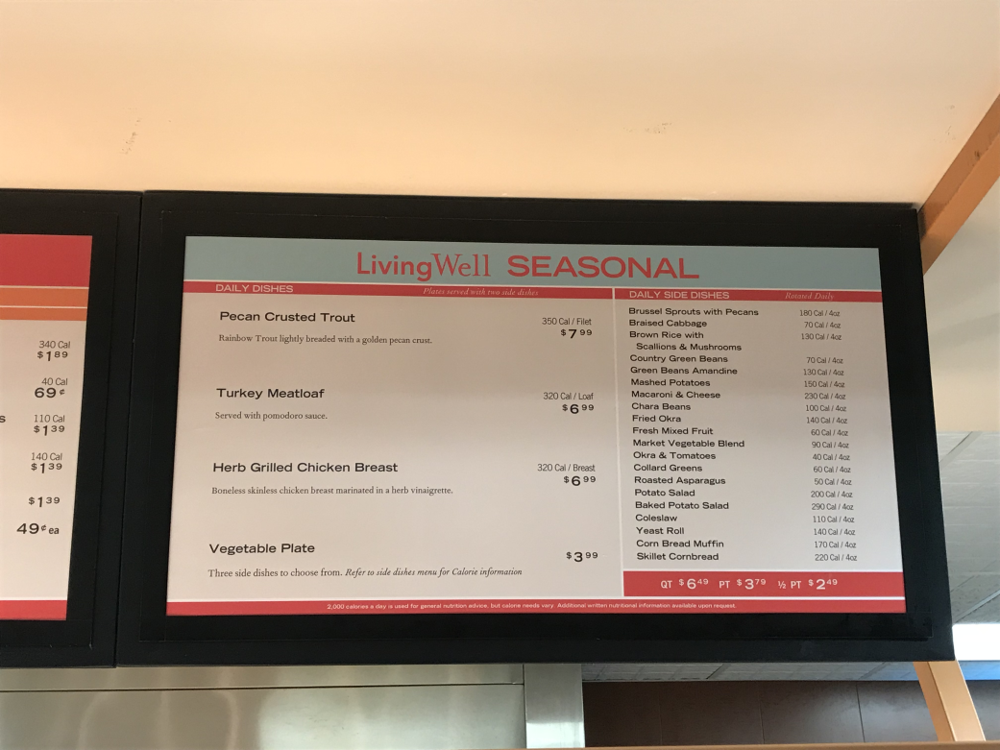 340 Cal
$1 89
40 Cal
69¢
s 110 Cal
$1 39
140 Cal
$1 39
$1 39
49¢ ea
LivingWell SEASONAL
DAILY DISHES Plates served with two side dishes
Pecan Crusted Trout 350 Cal / Filet
$7 99
Rainbow Trout lightly breaded with a golden pecan crust.
Turkey Meatloaf 320 Cal / Loaf
$6 99
Served with pomodoro sauce.
Herb Grilled Chicken Breast 320 Cal / Breast
$6 99
Boneless skinless chicken breast marinated in a herb vinaigrette.
Vegetable Plate
$3 99
Three side dishes to choose from. Refer to side dishes menu for Calorie information
DAILY SIDE DISHES Rotated Daily
Brussel Sprouts with Pecans 180 Cal / 4oz
Braised Cabbage 70 Cal / 4oz
Brown Rice with 130 Cal / 4oz
Scallions & Mushrooms
Country Green Beans 70 Cal / 4oz
Green Beans Amandine 130 Cal / 4oz
Mashed Potatoes 150 Cal / 4oz
Macaroni & Cheese 230 Cal / 4oz
Chara Beans 100 Cal / 4oz
Fried Okra 140 Cal / 4oz
Fresh Mixed Fruit 60 Cal / 4oz
Market Vegetable Blend 90 Cal / 4oz
Okra & Tomatoes 40 Cal / 4oz
Collard Greens 60 Cal / 4oz
Roasted Asparagus 50 Cal / 4oz
Potato Salad 200 Cal / 4oz
Baked Potato Salad 290 Cal / 4oz
Coleslaw 110 Cal / 4oz
Yeast Roll 140 Cal / 4oz
Corn Bread Muffin 170 Cal / 4oz
Skillet Cornbread 220 Cal / 4oz
QT $6 49 PT $3 79 ½ PT $2 49
2,000 calories a day is used for general nutrition advice, but calorie needs vary. Additional written nutritional information available upon request.